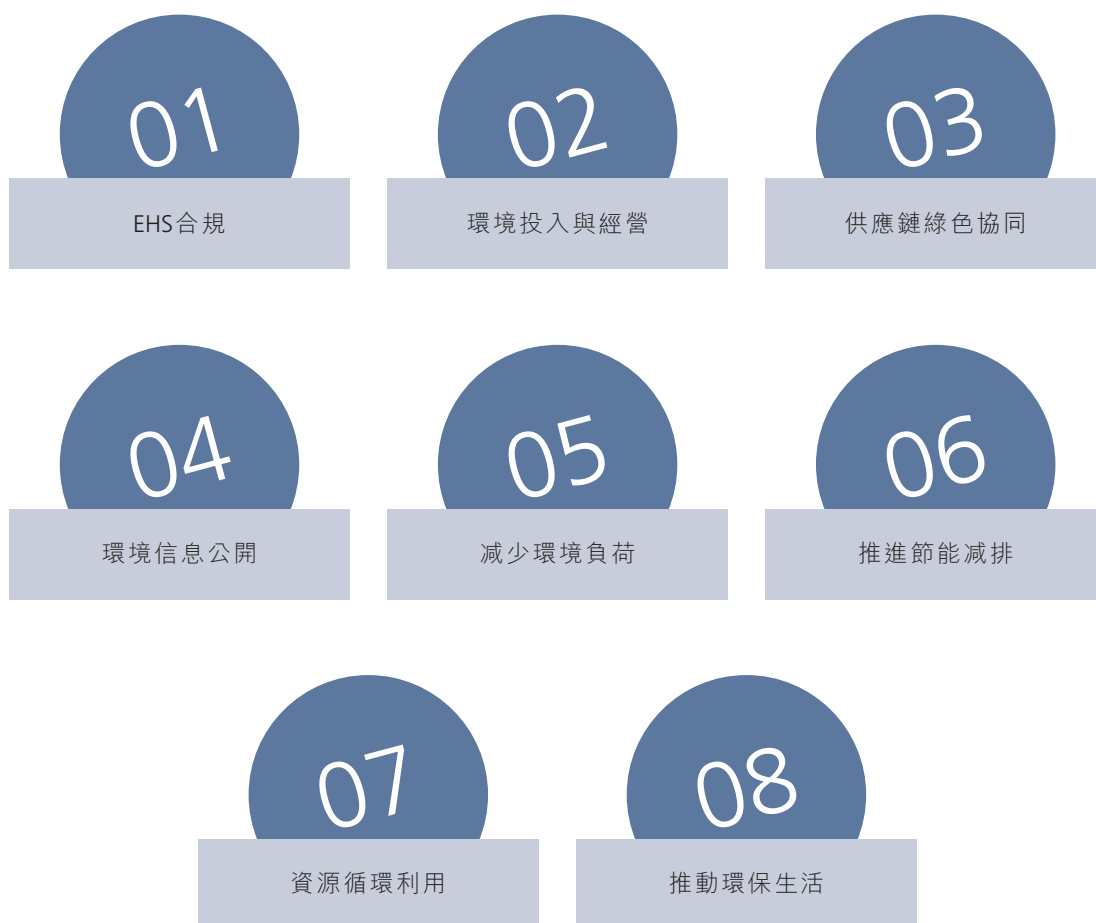 01
EHS合規
02
環境投入與經營
03
供應鏈綠色協同
04
環境信息公開
05
減少環境負荷
06
推進節能減排
07
資源循環利用
08
推動環保生活